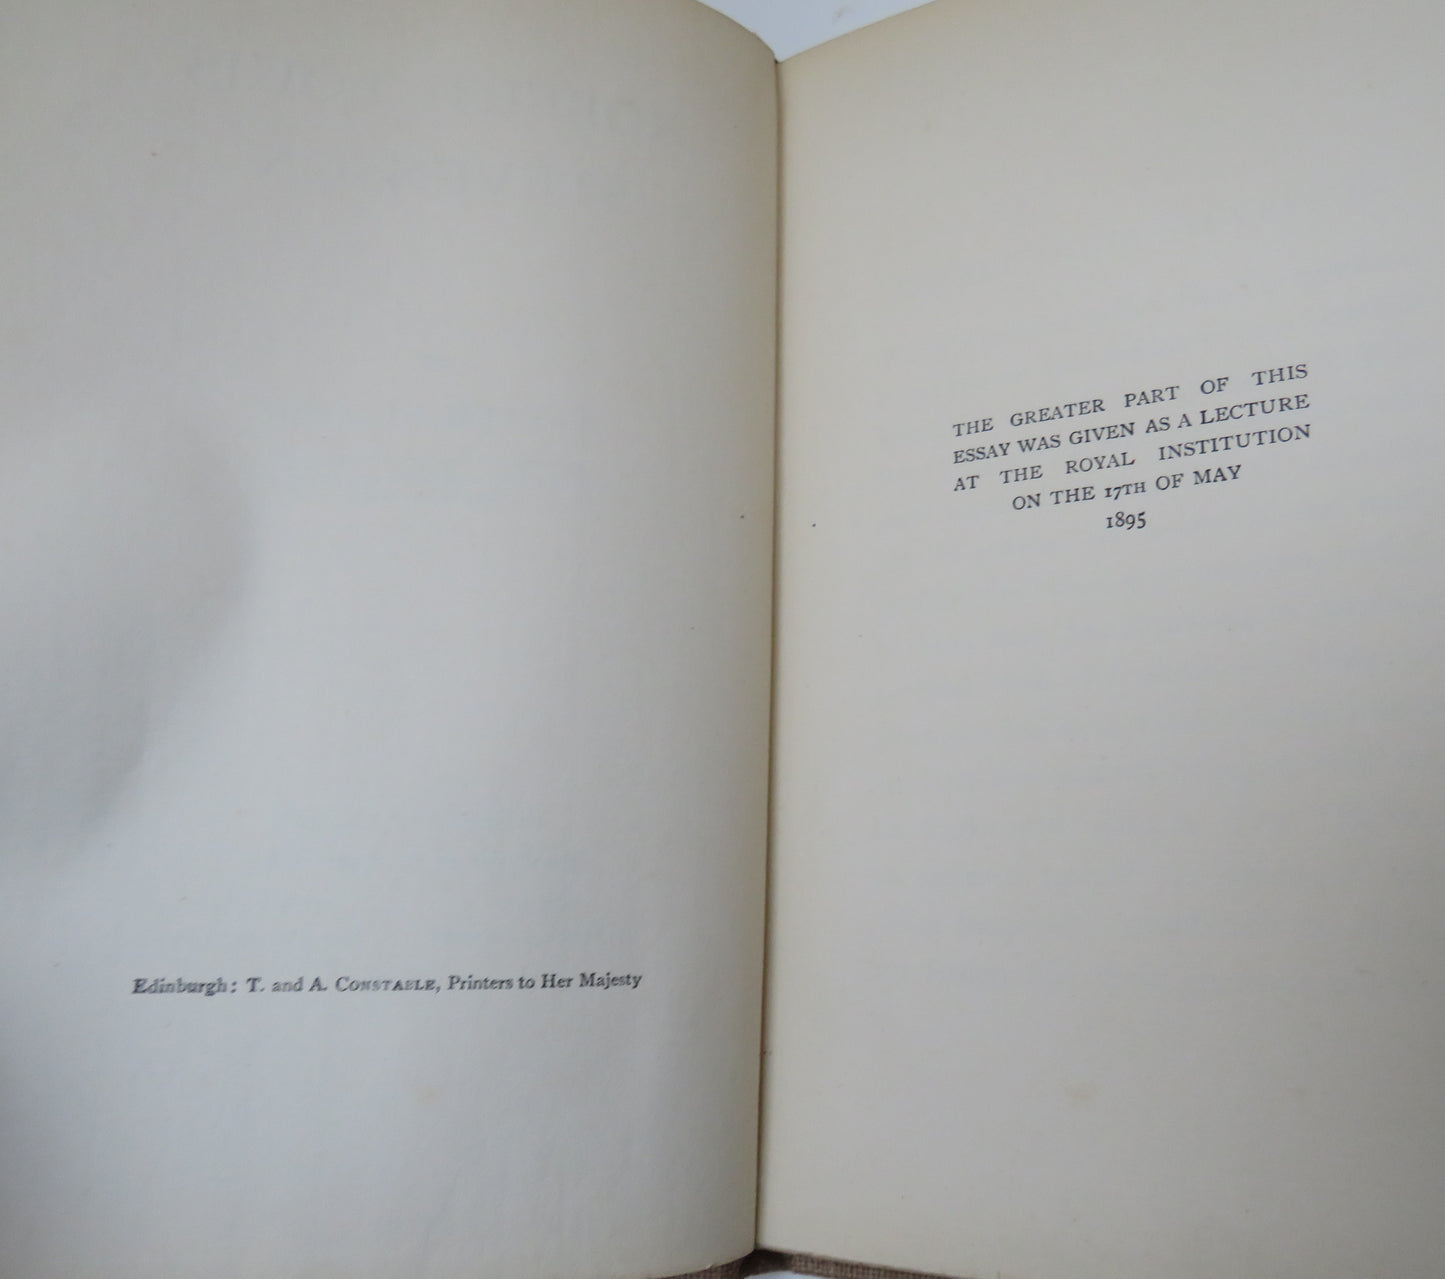 Edinburgh: T. and A. CONSTABLE, Printers to Her Majesty
THE GREATER PART OF THIS
ESSAY WAS GIVEN AS A LECTURE
AT THE ROYAL INSTITUTION
ON THE 17TH OF MAY
1895